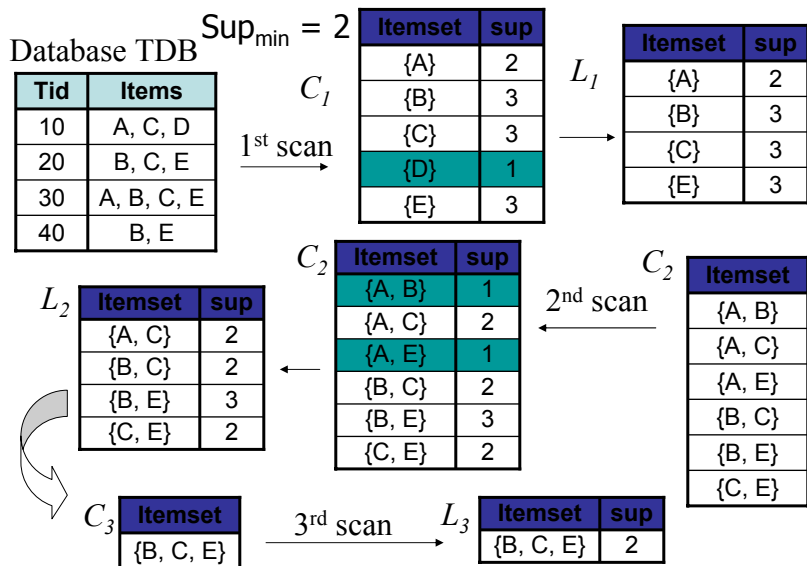 Database TDB
Sup_min = 2
Tid Items
10 A, C, D
20 B, C, E
30 A, B, C, E
40 B, E
1st scan
C1
Itemset sup
{A} 2
{B} 3
{C} 3
{D} 1
{E} 3
L1
Itemset sup
{A} 2
{B} 3
{C} 3
{E} 3
C2
Itemset
{A, B}
{A, C}
{A, E}
{B, C}
{B, E}
{C, E}
2nd scan
C2
Itemset sup
{A, B} 1
{A, C} 2
{A, E} 1
{B, C} 2
{B, E} 3
{C, E} 2
L2
Itemset sup
{A, C} 2
{B, C} 2
{B, E} 3
{C, E} 2
C3
Itemset
{B, C, E}
3rd scan
L3
Itemset sup
{B, C, E} 2